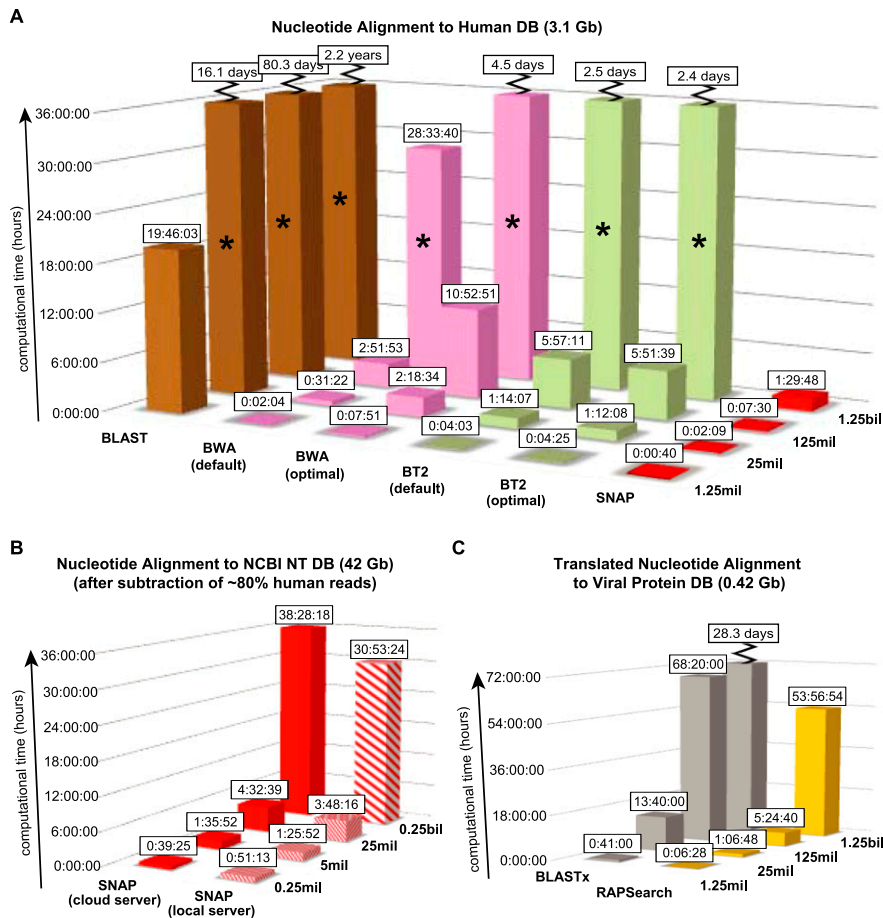 A
Nucleotide Alignment to Human DB (3.1 Gb)
16.1 days
80.3 days
2.2 years
4.5 days
2.5 days
2.4 days
36:00:00
30:00:00
24:00:00
18:00:00
12:00:00
6:00:00
0:00:00
computational time (hours)
28:33:40
19:46:03
*
*
*
*
*
*
*
10:52:51
2:51:53
5:57:11
5:51:39
0:31:22
2:18:34
1:29:48
0:02:04
0:07:51
1:14:07
1:12:08
0:07:30
0:04:03
0:04:25
0:02:09
0:00:40
BLAST
BWA
(default)
BWA
(optimal)
BT2
(default)
BT2
(optimal)
SNAP
1.25mil
25mil
125mil
1.25bil
B
Nucleotide Alignment to NCBI NT DB (42 Gb)
(after subtraction of ~80% human reads)
38:28:18
30:53:24
36:00:00
30:00:00
24:00:00
18:00:00
12:00:00
6:00:00
0:00:00
computational time (hours)
4:32:39
3:48:16
1:35:52
1:25:52
0:39:25
0:51:13
SNAP
(cloud server)
SNAP
(local server)
0.25mil
5mil
25mil
0.25bil
C
Translated Nucleotide Alignment
to Viral Protein DB (0.42 Gb)
28.3 days
68:20:00
53:56:54
72:00:00
54:00:00
36:00:00
18:00:00
0:00:00
computational time (hours)
13:40:00
5:24:40
0:41:00
1:06:48
0:06:28
BLASTx
RAPSearch
1.25mil
25mil
125mil
1.25bil